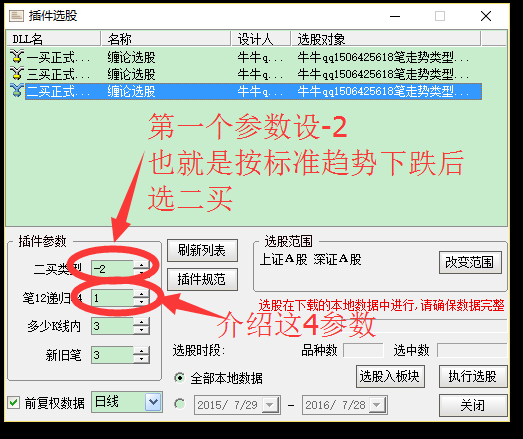 插件选股
DLL名 名称 设计人 选股对象
一买正式... 缠论选股 牛牛q... 牛牛qq1506425618笔走势类型...
三买正式... 缠论选股 牛牛q... 牛牛qq1506425618笔走势类型...
二买正式... 缠论选股 牛牛q... 牛牛qq1506425618笔走势类型...
第一个参数设-2
也就是按标准趋势下跌后
选二买
插件参数
二买类型 -2
笔12递归 4 1
多少K线内 3
新旧笔 3
刷新列表
插件规范
选股范围
上证A股 深证A股
改变范围
选股在下载的本地数据中进行,请确保数据完整
介绍这4参数
选股时段: 品种数 选中数
全部本地数据 选股入板块 执行选股
前复权数据 日线 2015/ 7/29 - 2016/ 7/28 关闭